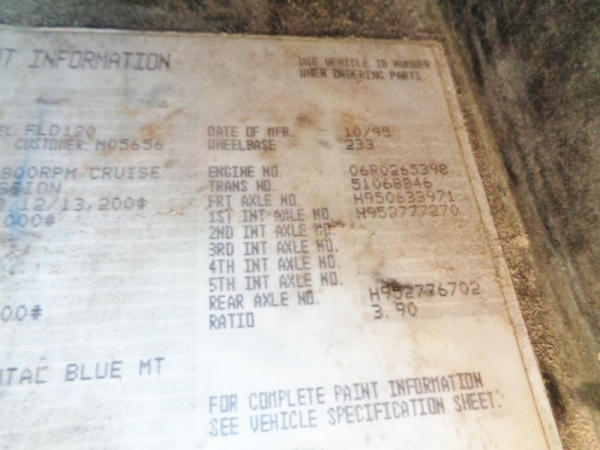 INFORMATION
USE VEHICLE ID NUMBER
WHEN ORDERING PARTS
FLD120
CUSTOMER: M05656
800RPM CRUISE
12/13,200#
000#
00#
BLUE MT
DATE OF MFR. 10/95
WHEELBASE 233
ENGINE NO. 06R0265398
TRANS NO. 51068846
FRT AXLE NO. H950633971
1ST INT AXLE NO. H952777270
2ND INT AXLE NO.
3RD INT AXLE NO.
4TH INT AXLE NO.
5TH INT AXLE NO.
REAR AXLE NO. H952776702
RATIO 3.90
FOR COMPLETE PAINT INFORMATION
SEE VEHICLE SPECIFICATION SHEET.